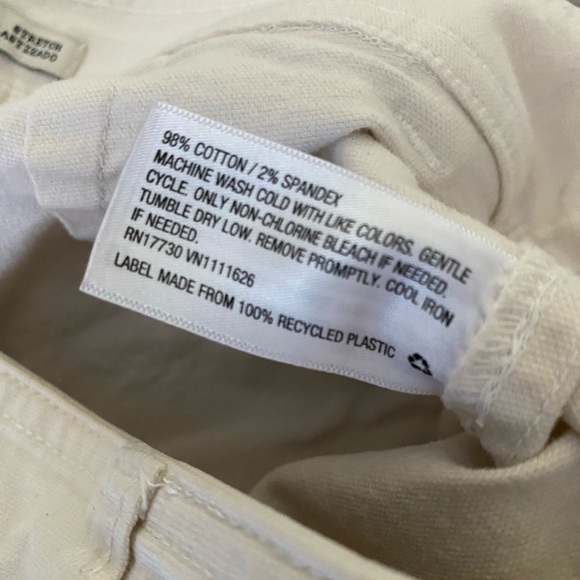 STRETCH
98% COTTON / 2% SPANDEX
MACHINE WASH COLD WITH LIKE COLORS. GENTLE
CYCLE. ONLY NON-CHLORINE BLEACH IF NEEDED.
TUMBLE DRY LOW. REMOVE PROMPTLY. COOL IRON
IF NEEDED.
RN17730 VN1111626
LABEL MADE FROM 100% RECYCLED PLASTIC